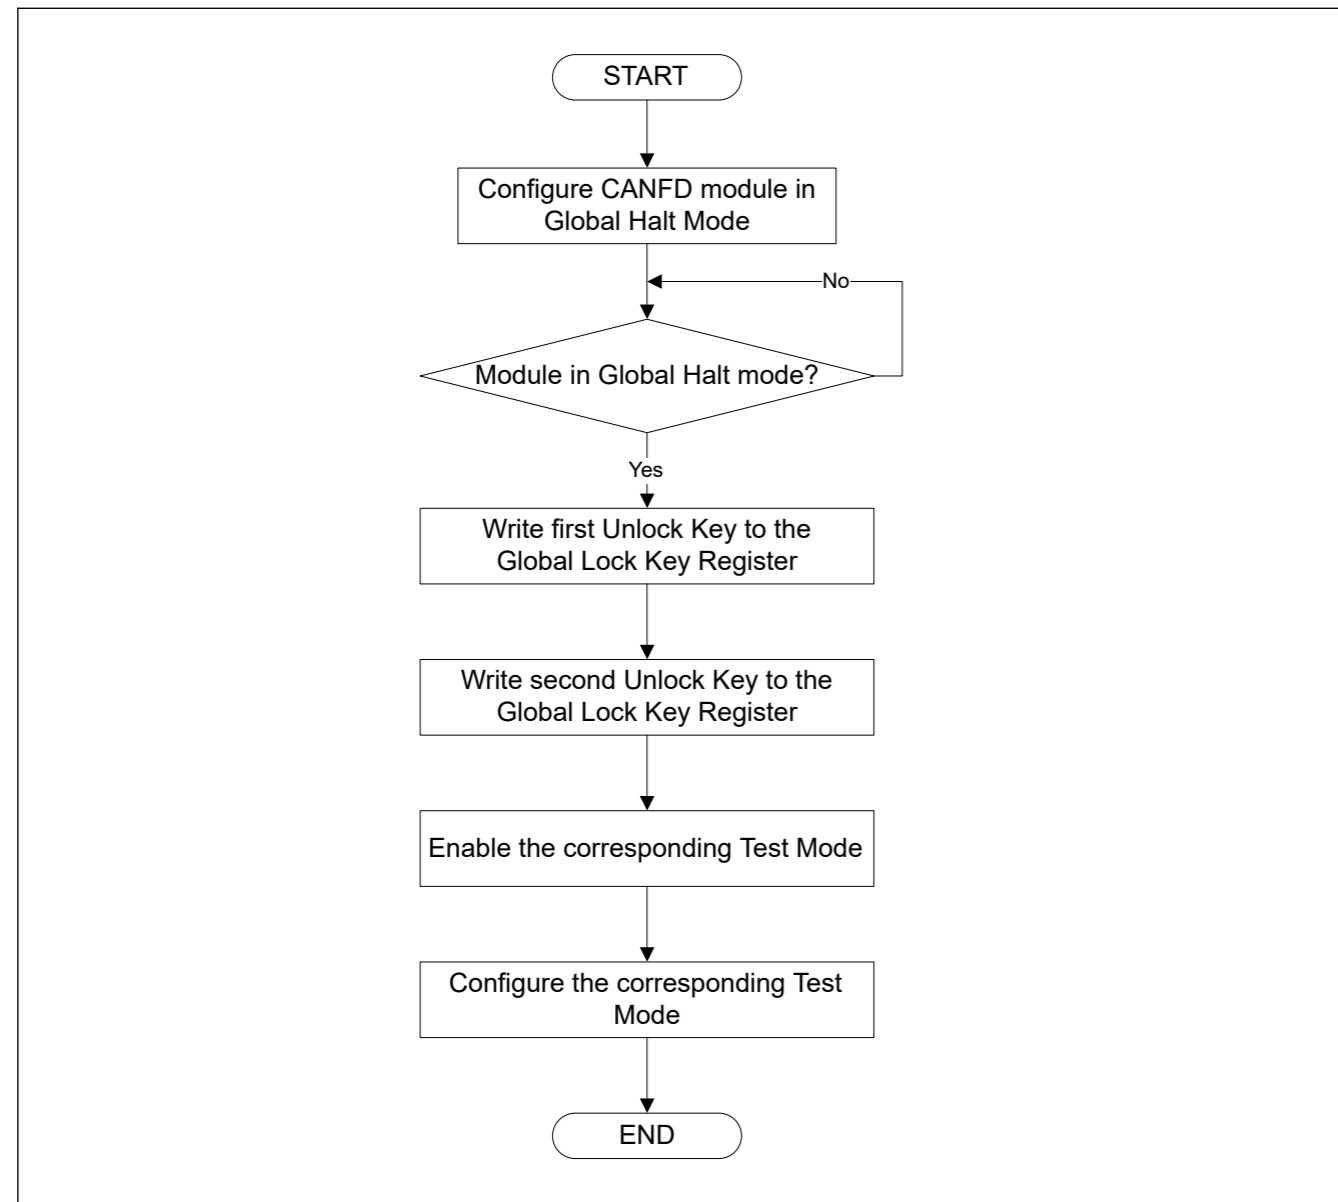 START
Configure CANFD module in
Global Halt Mode
No
Module in Global Halt mode?
Yes
Write first Unlock Key to the
Global Lock Key Register
Write second Unlock Key to the
Global Lock Key Register
Enable the corresponding Test Mode
Configure the corresponding Test
Mode
END